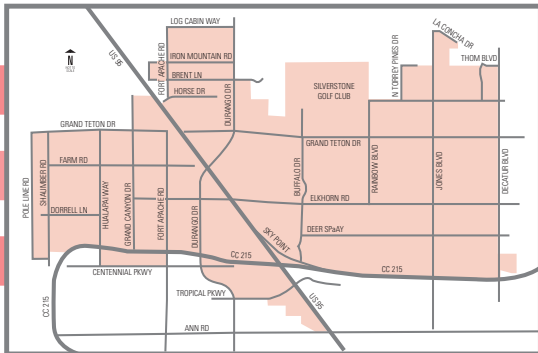 LOG CABIN WAY
LA CONCHA DR
US 95
N
IRON MOUNTAIN RD
THOM BLVD
FORT APACHE RD
BRENT LN
N TORREY PINES DR
HORSE DR
SILVERSTONE
GOLF CLUB
DURANGO DR
GRAND TETON DR
GRAND TETON DR
POLE LINE RD
SHAUMBER RD
FARM RD
HUALAPAI WAY
GRAND CANYON DR
FORT APACHE RD
DURANGO DR
BUFFALO DR
RAINBOW BLVD
JONES BLVD
DECATUR BLVD
ELKHORN RD
DORRELL LN
SKY POINT
DEER SPaAY
CC 215
CC 215
CENTENNIAL PKWY
CC 215
TROPICAL PKWY
US 95
ANN RD